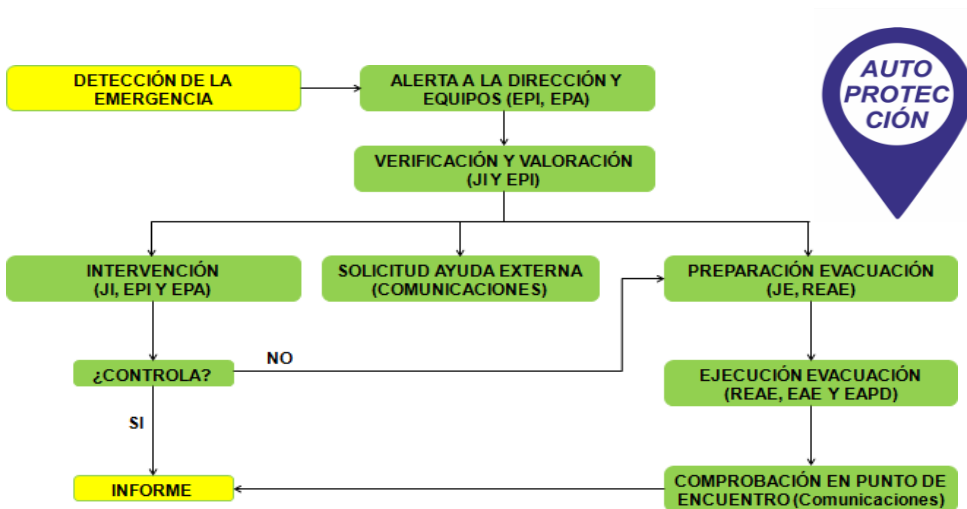 DETECCIÓN DE LA
EMERGENCIA
ALERTA A LA DIRECCIÓN Y
EQUIPOS (EPI, EPA)
AUTO
PROTEC
CIÓN
VERIFICACIÓN Y VALORACIÓN
(JI Y EPI)
INTERVENCIÓN
(JI, EPI Y EPA)
SOLICITUD AYUDA EXTERNA
(COMUNICACIONES)
PREPARACIÓN EVACUACIÓN
(JE, REAE)
¿CONTROLA?
NO
SI
EJECUCIÓN EVACUACIÓN
(REAE, EAE Y EAPD)
INFORME
COMPROBACIÓN EN PUNTO DE
ENCUENTRO (Comunicaciones)